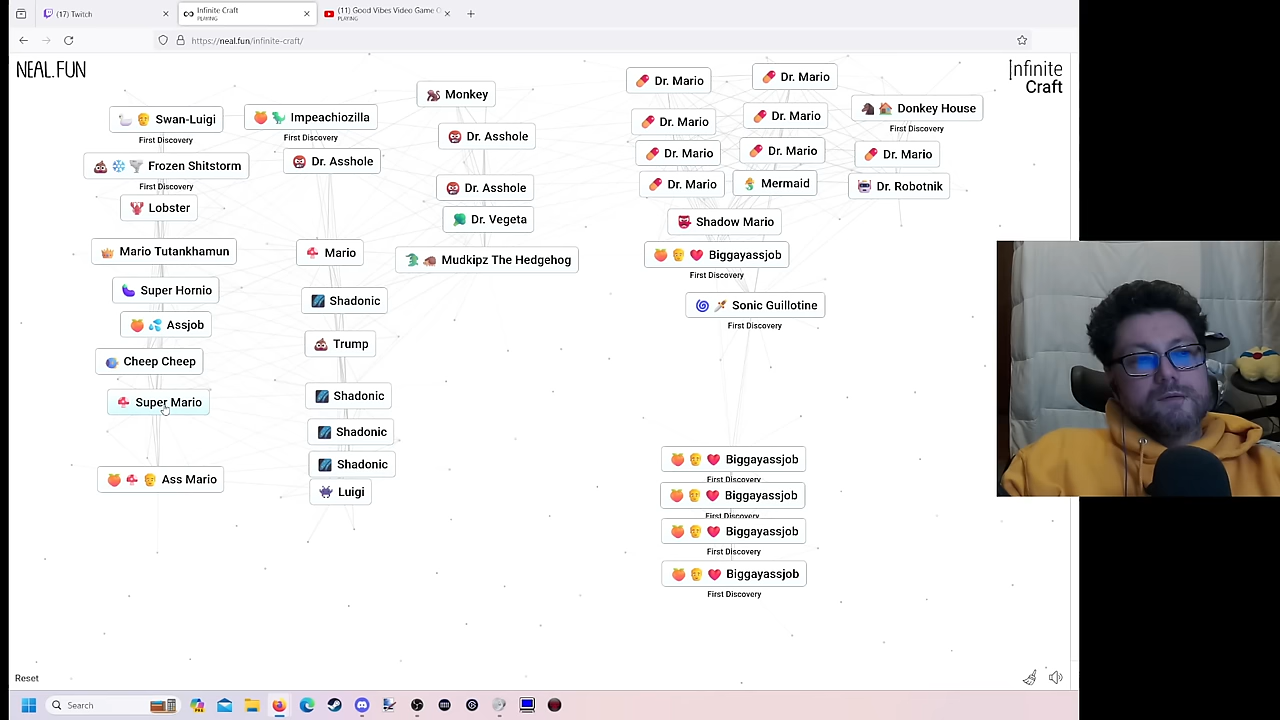 (17) Twitch
Infinite Craft
PLAYING
(11) Good Vibes Video Game
PLAYING
https://neal.fun/infinite-craft/
NEAL.FUN
Infinite
Craft
Swan-Luigi
First Discovery
Impeachiozilla
First Discovery
Monkey
Dr. Mario
Dr. Mario
Donkey House
First Discovery
Frozen Shitstorm
First Discovery
Dr. Asshole
Dr. Asshole
Dr. Mario
Dr. Mario
Dr. Mario
Dr. Mario
Dr. Mario
Lobster
Dr. Asshole
Dr. Mario
Mermaid
Dr. Robotnik
Dr. Vegeta
Shadow Mario
Mario Tutankhamun
Mario
Mudkipz The Hedgehog
Biggayassjob
First Discovery
Super Hornio
Shadonic
Sonic Guillotine
First Discovery
Assjob
Trump
Cheep Cheep
Super Mario
Shadonic
Shadonic
Shadonic
Ass Mario
Luigi
Biggayassjob
First Discovery
Biggayassjob
First Discovery
Biggayassjob
First Discovery
Biggayassjob
First Discovery
Reset
Search